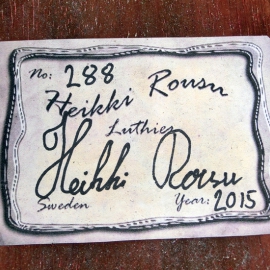 No: 288
Heikki Rousu
Luthier
Heikki Rousu
Sweden Year: 2015